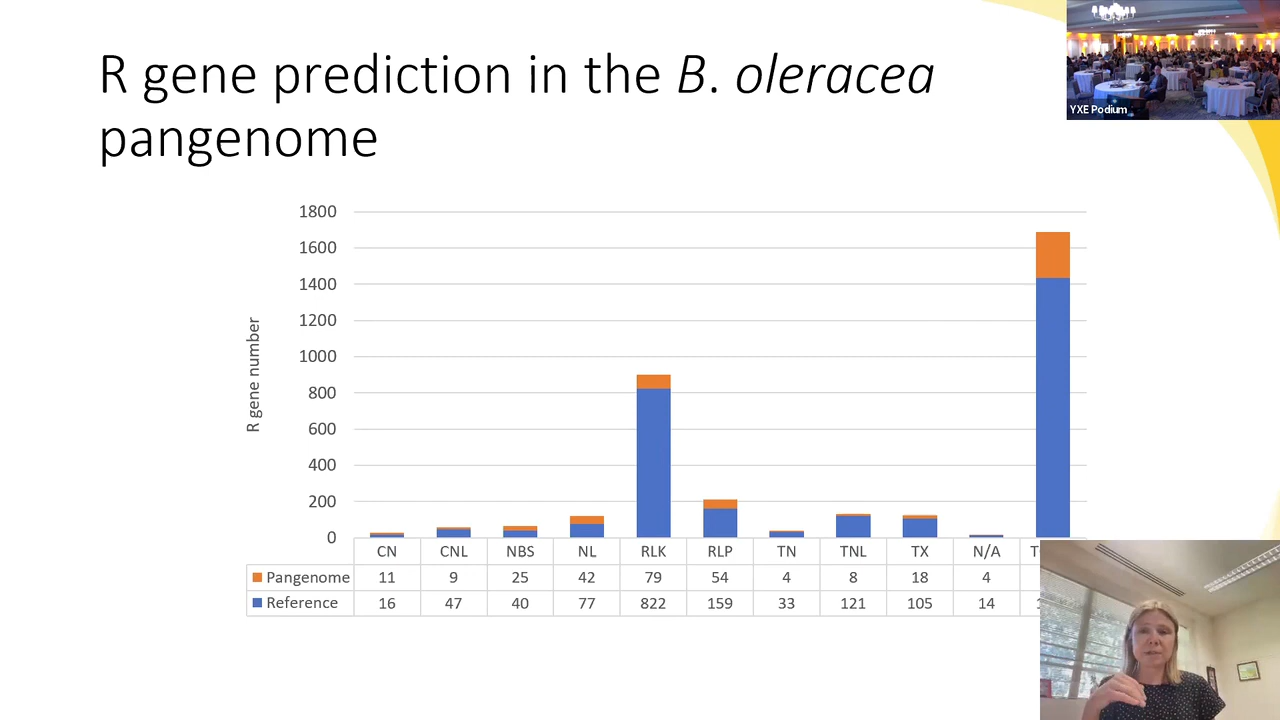 R gene prediction in the B. oleracea
pangenome
YXE Podium
1800
1600
1400
1200
1000
800
600
400
200
0
R gene number
CN CNL NBS NL RLK RLP TN TNL TX N/A
Pangenome 11 9 25 42 79 54 4 8 18 4
Reference 16 47 40 77 822 159 33 121 105 14